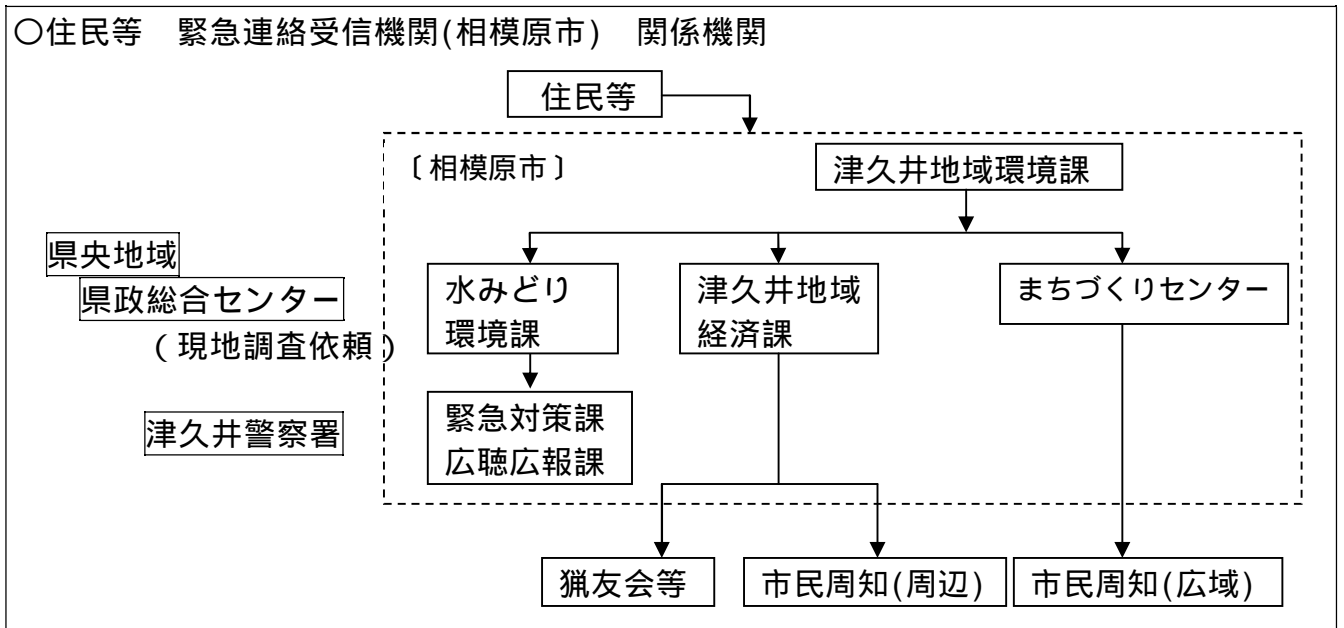 ○住民等　緊急連絡受信機関(相模原市)　関係機関
住民等
〔相模原市〕
津久井地域環境課
県央地域
県政総合センター
(現地調査依頼)
津久井警察署
水みどり
環境課
津久井地域
経済課
まちづくりセンター
緊急対策課
広聴広報課
猟友会等
市民周知(周辺)
市民周知(広域)